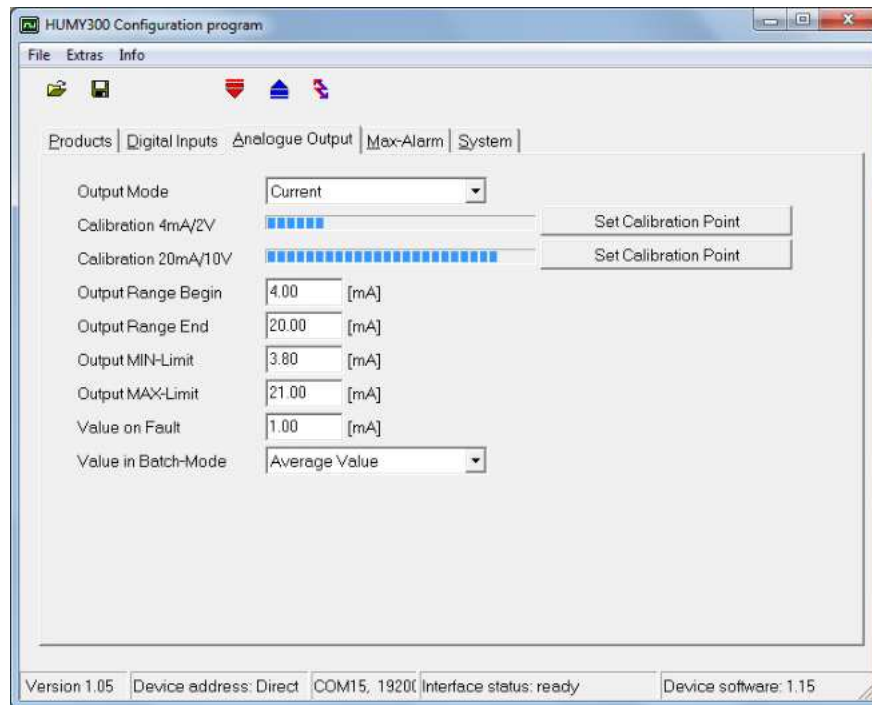 HUMY300 Configuration program
File Extras Info
Products Digital Inputs Analogue Output Max-Alarm System
Output Mode Current
Calibration 4mA/2V Set Calibration Point
Calibration 20mA/10V Set Calibration Point
Output Range Begin 4.00 [mA]
Output Range End 20.00 [mA]
Output MIN-Limit 3.80 [mA]
Output MAX-Limit 21.00 [mA]
Value on Fault 1.00 [mA]
Value in Batch-Mode Average Value
Version 1.05 Device address: Direct COM15, 1920 Interface status: ready Device software: 1.15